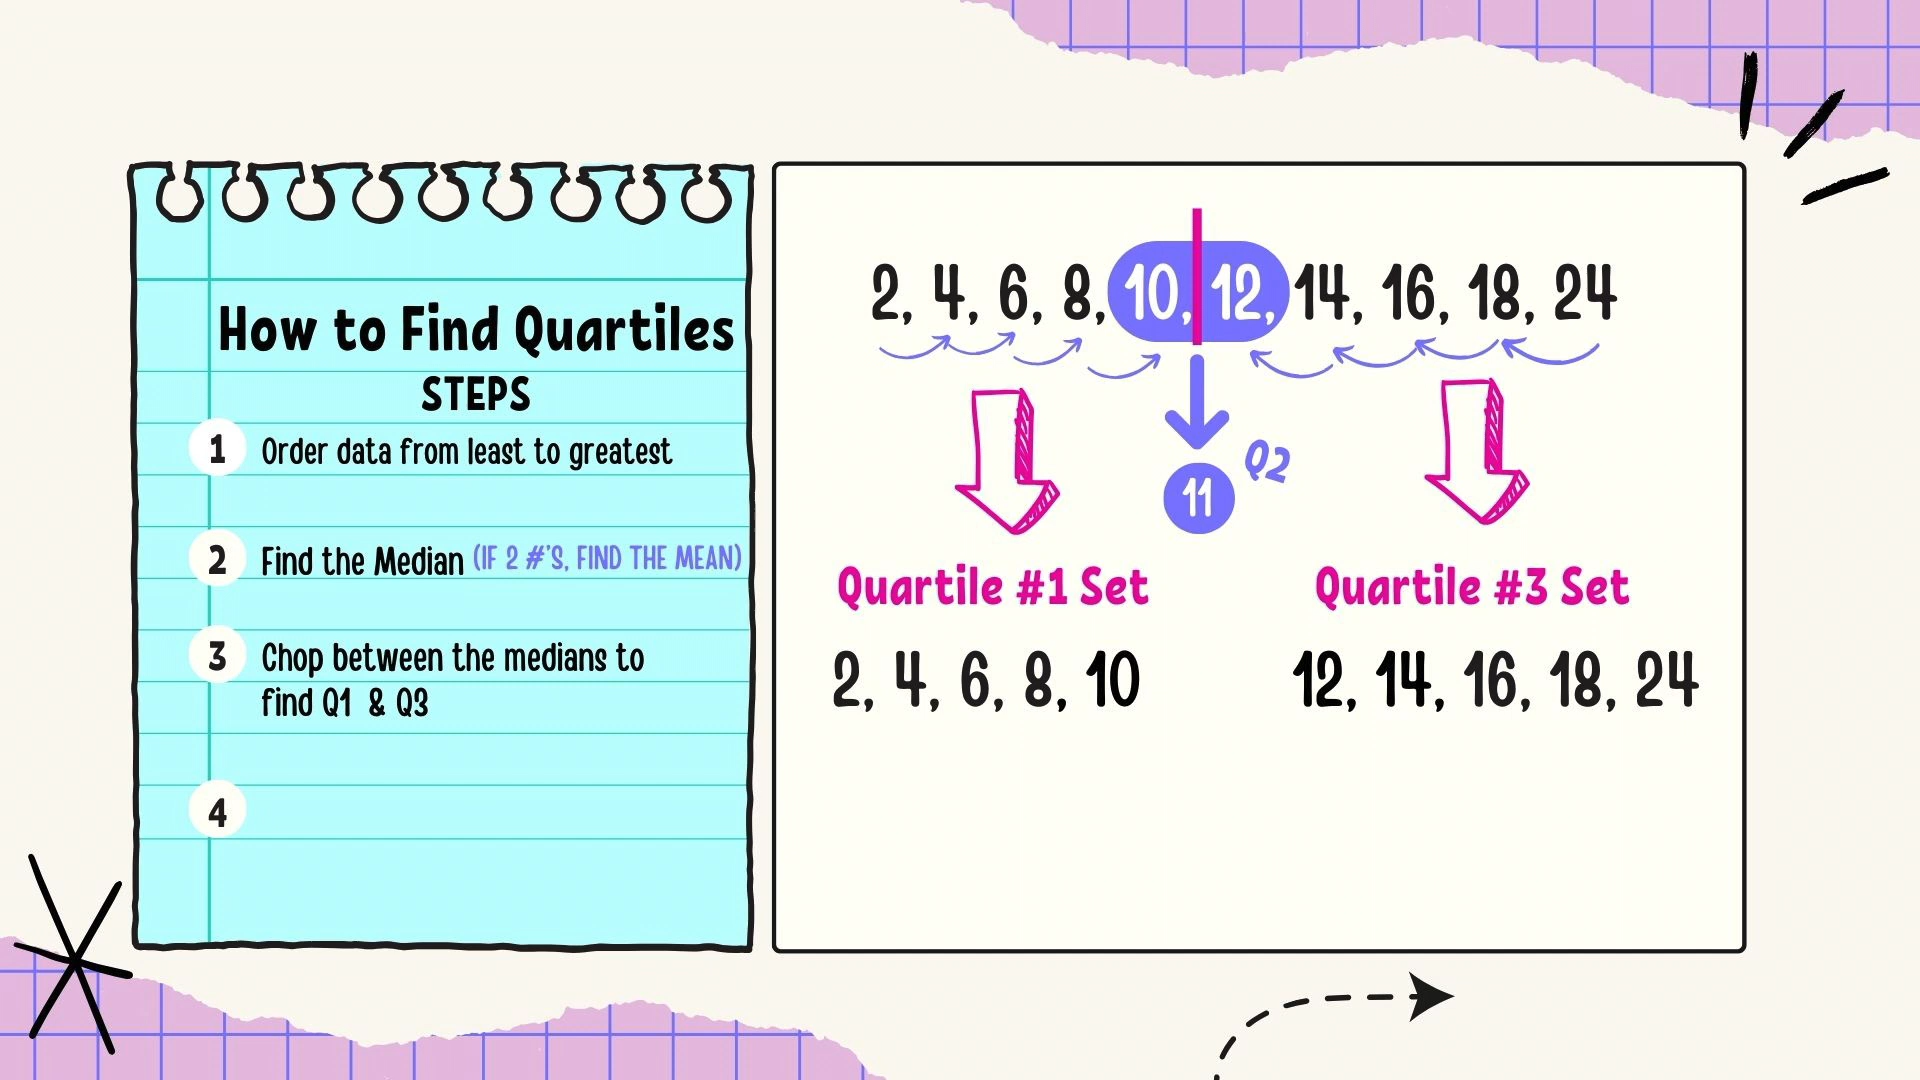 How to Find Quartiles
STEPS
1 Order data from least to greatest
2 Find the Median (IF 2 #'S, FIND THE MEAN)
3 Chop between the medians to
find Q1 & Q3
4
2, 4, 6, 8, 10, 12, 14, 16, 18, 24
Q2
11
Quartile #1 Set
2, 4, 6, 8, 10
Quartile #3 Set
12, 14, 16, 18, 24